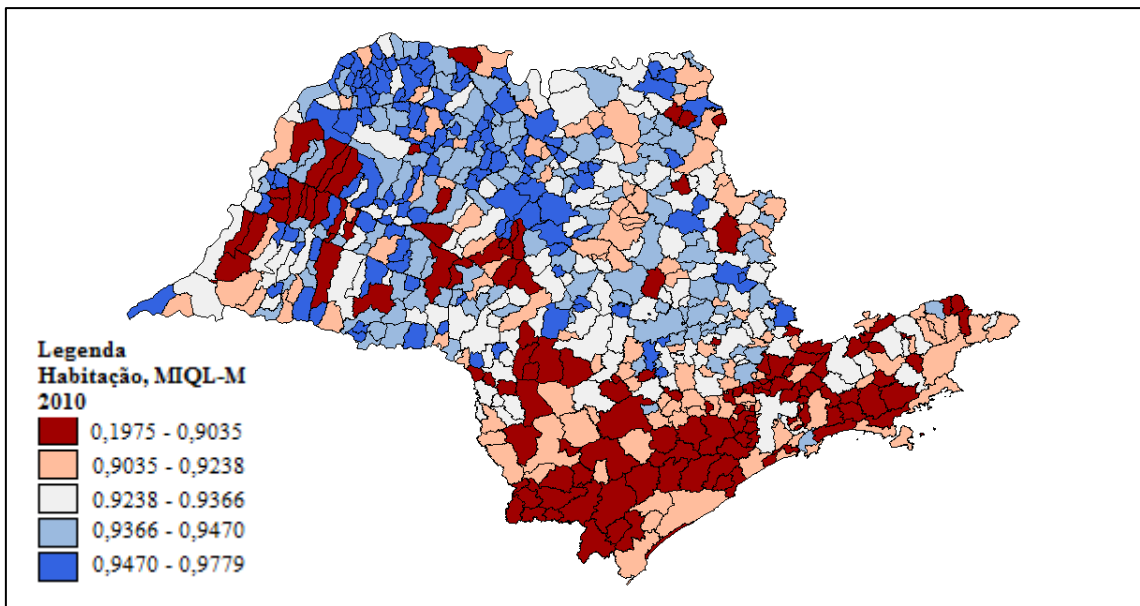 Legenda
Habitação, MIQL-M
2010
0,1975 - 0,9035
0,9035 - 0,9238
0.9238 - 0.9366
0,9366 - 0,9470
0,9470 - 0,9779